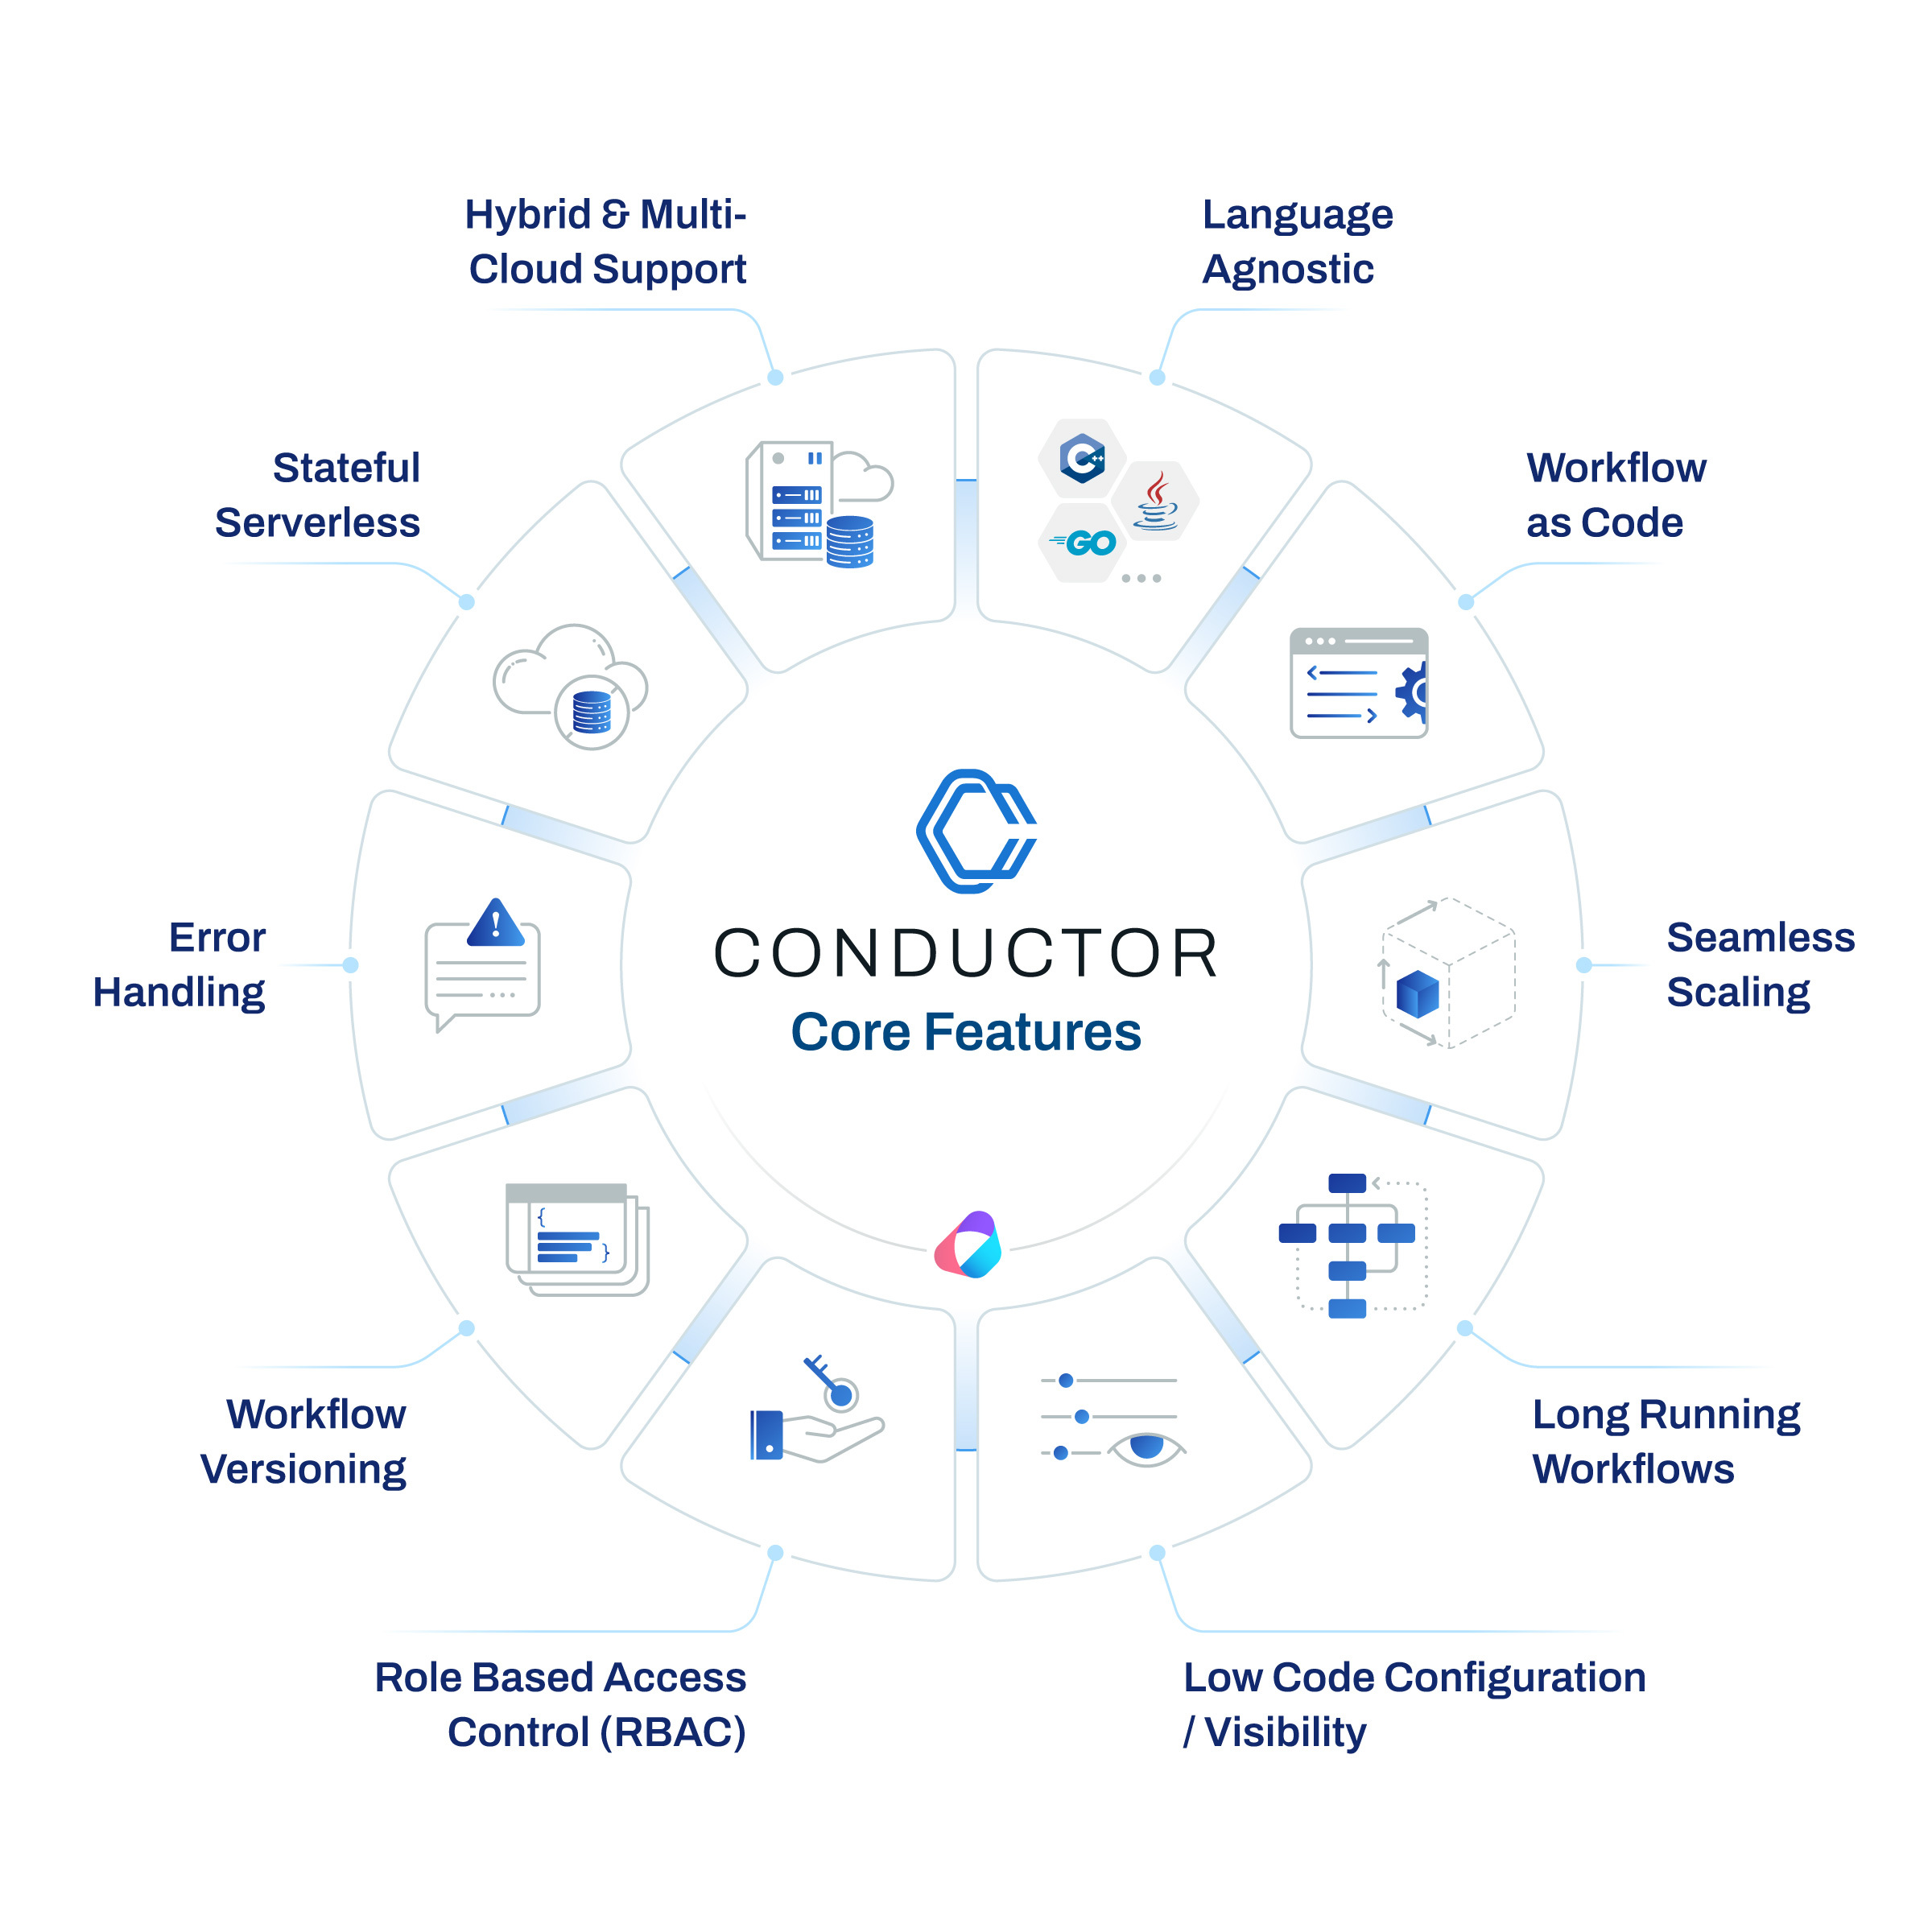 Hybrid & Multi-
Cloud Support
Language
Agnostic
Stateful
Serverless
Workflow
as Code
C++
GO
Error
Handling
CONDUCTOR
Core Features
Seamless
Scaling
Workflow
Versioning
Long Running
Workflows
Role Based Access
Control (RBAC)
Low Code Configuration
/ Visibility